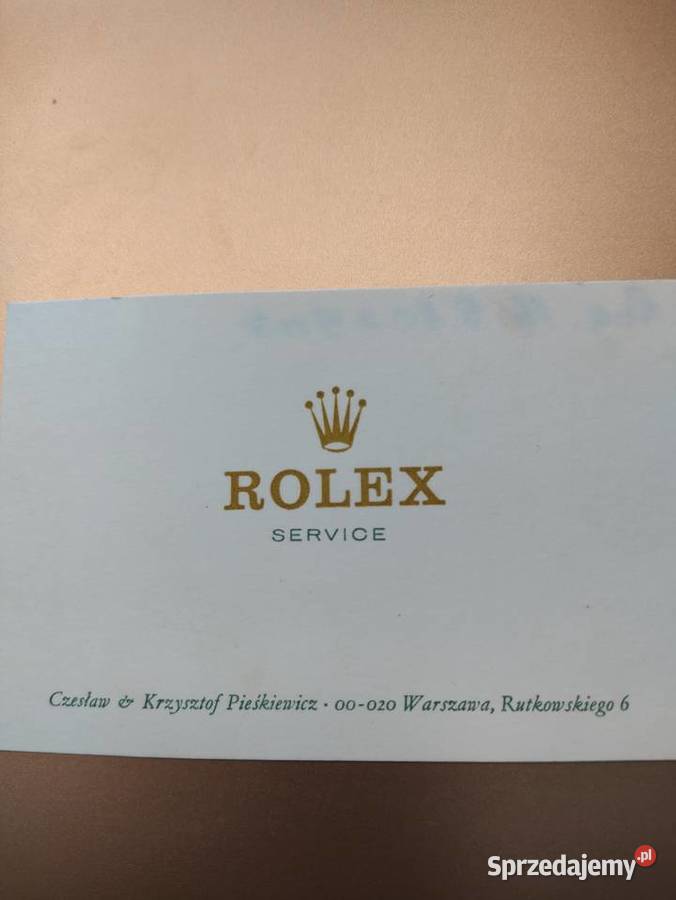 ROLEX
SERVICE
Czesław & Krzysztof Pieśkiewicz · 00-020 Warszawa, Rutkowskiego 6
Sprzedajemy.pl